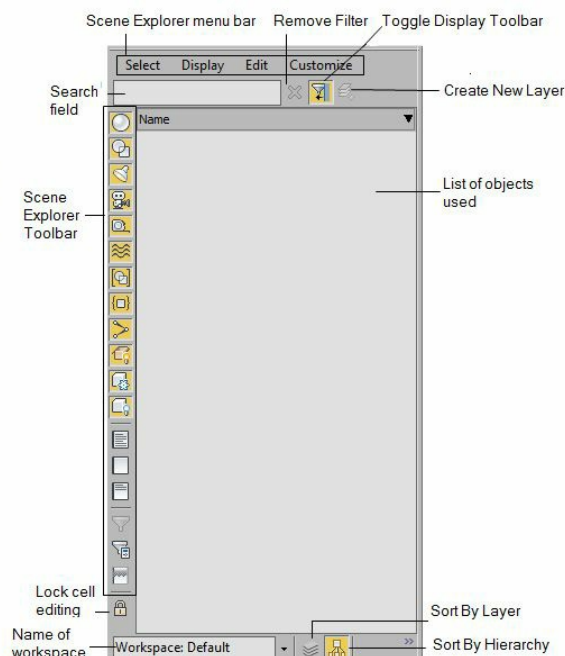 Scene Explorer menu bar
Remove Filter
Toggle Display Toolbar
Select Display Edit Customize
Search
field
Create New Layer
Name
List of objects
used
Scene
Explorer
Toolbar
Lock cell
editing
Sort By Layer
Name of
workspace
Workspace: Default
Sort By Hierarchy